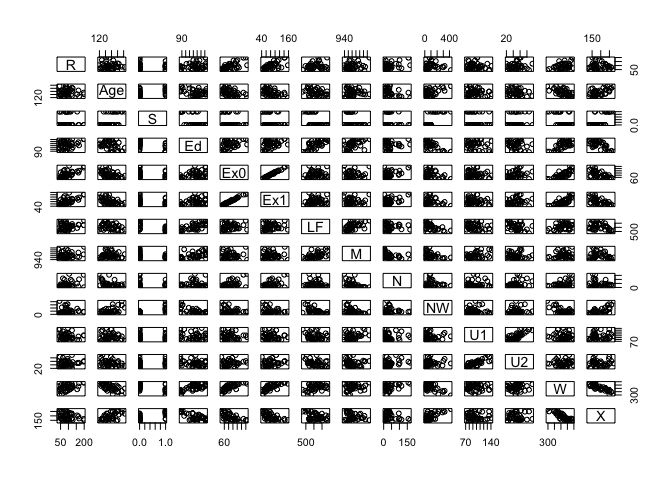 120 90 40 160 940 0 400 20 150
R 50
120 Age
S 0.0
90 Ed
Ex0 60
40 Ex1
LF 500
940 M
N 0
0 NW
U1 70
20 U2
W 300
150 X
50 200 0.0 1.0 60 500 0 150 70 140 300